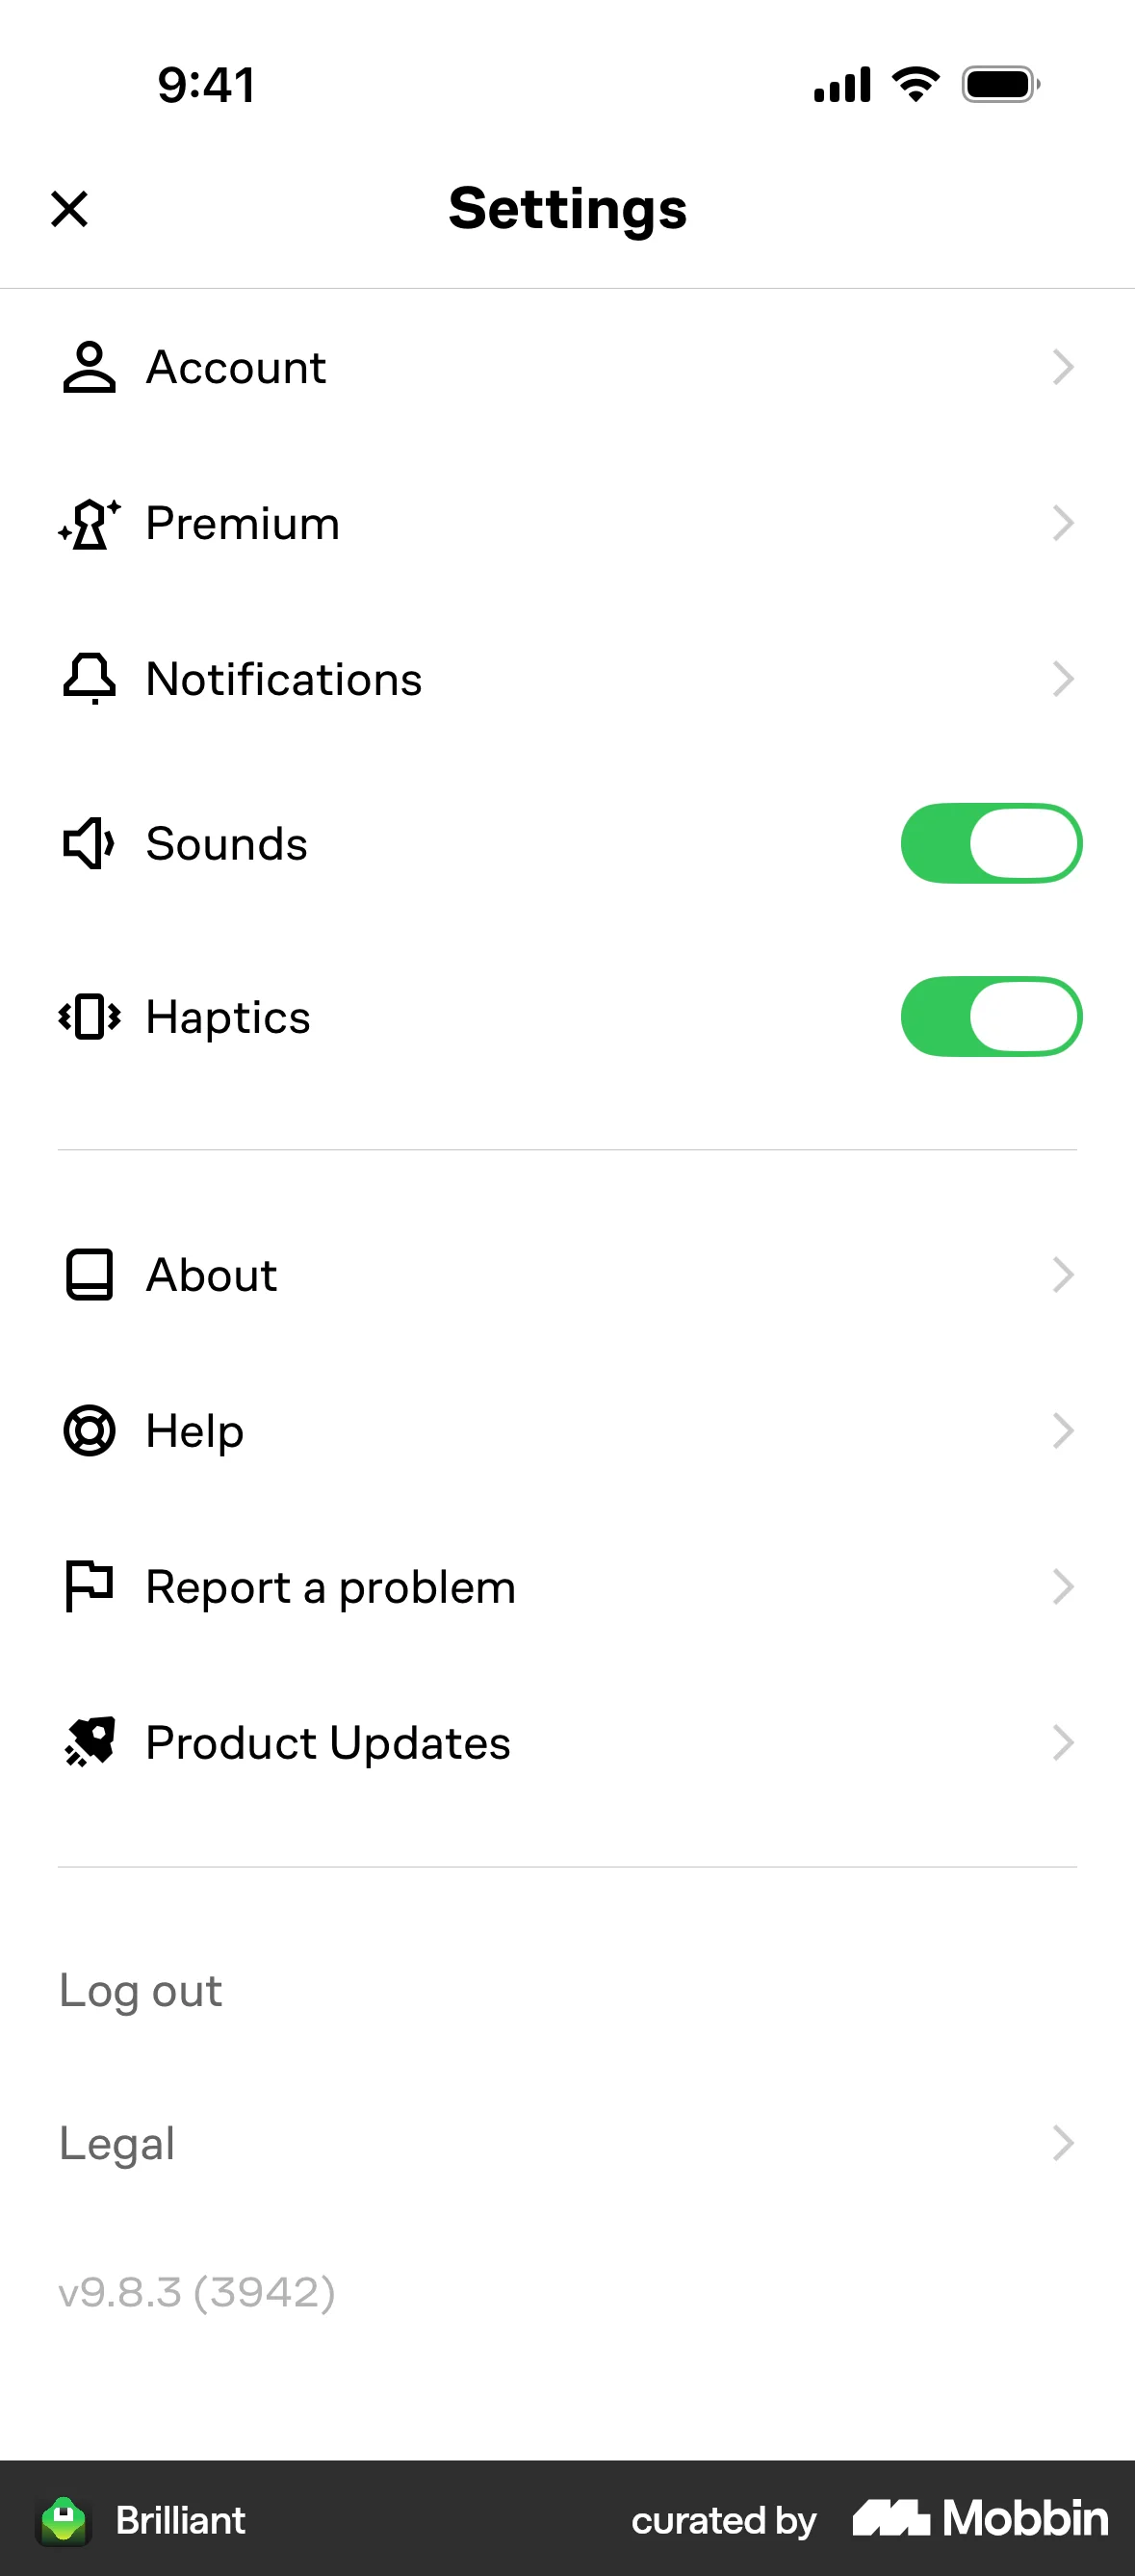 9:41
Settings
Account
Premium
Notifications
Sounds
Haptics
About
Help
Report a problem
Product Updates
Log out
Legal
v9.8.3 (3942)
Brilliant curated by Mobbin